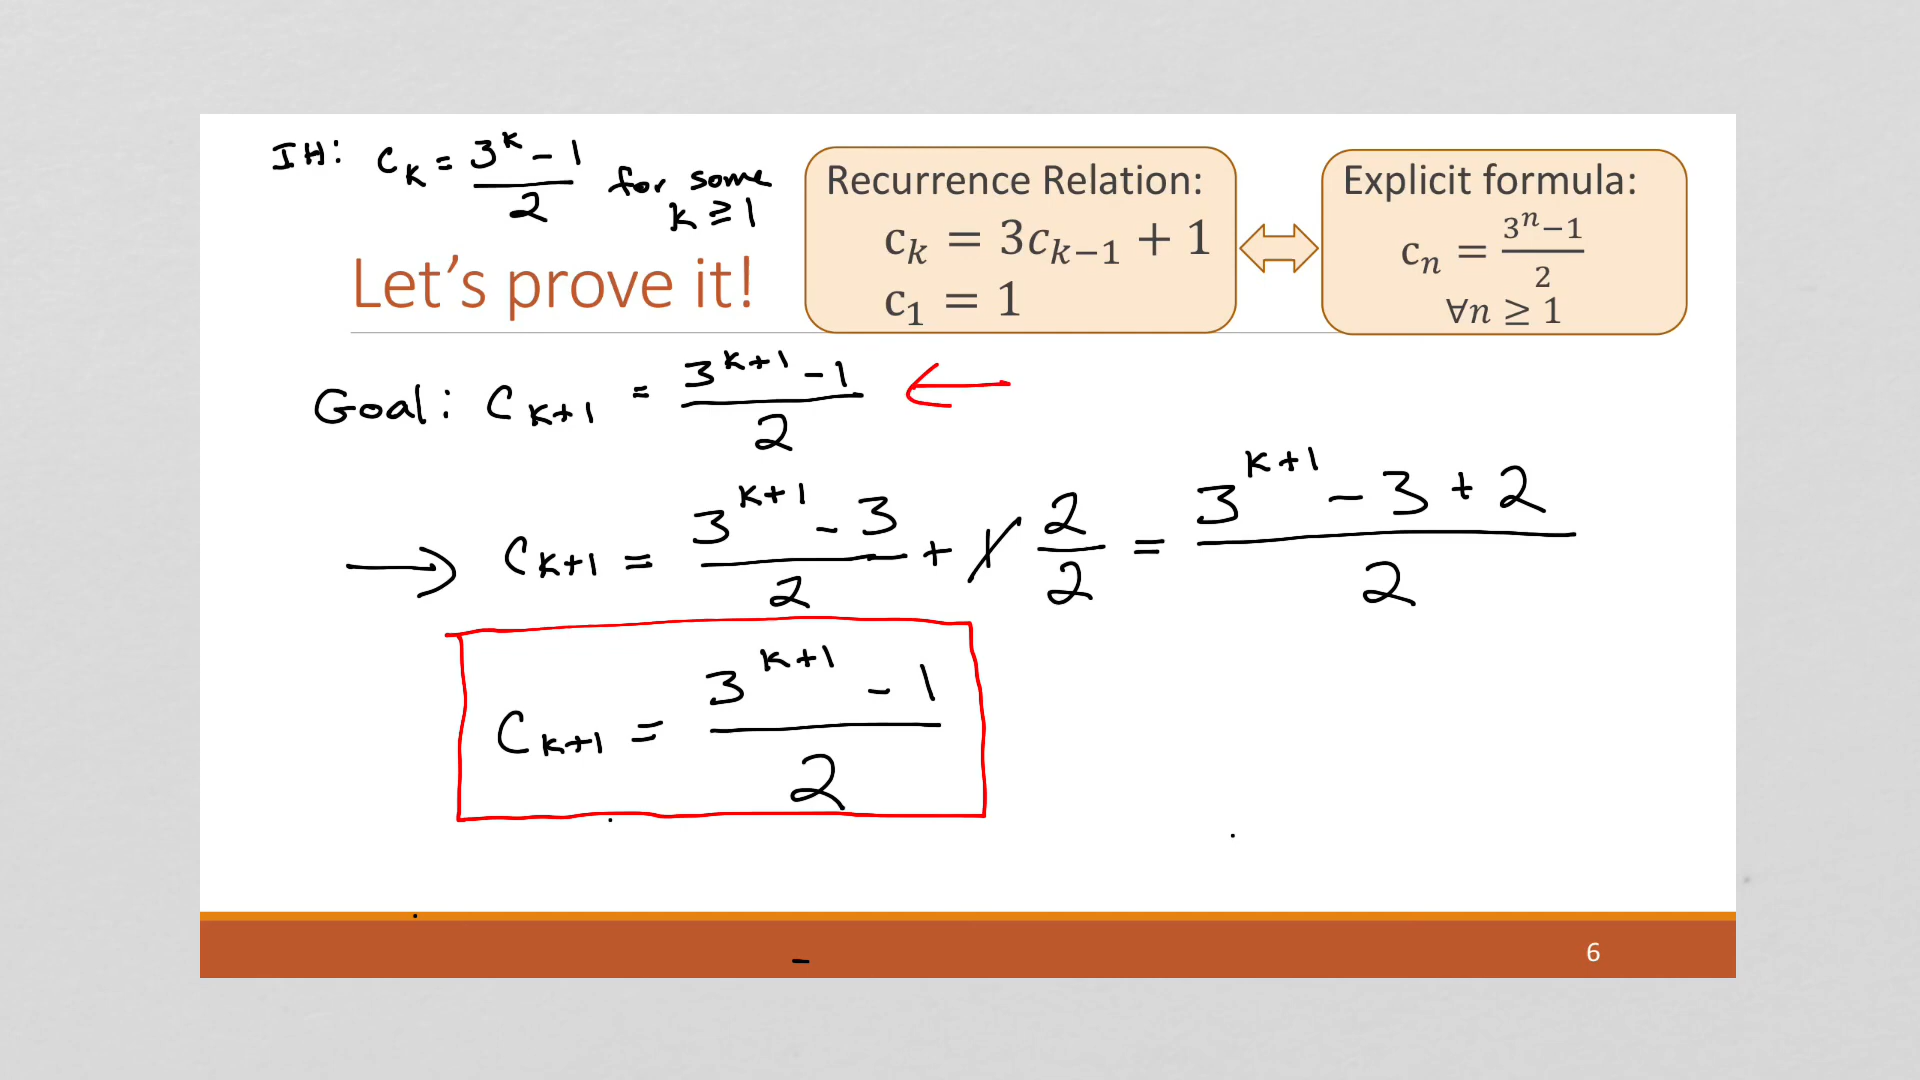 IH: c_k = (3^k - 1)/2 for some k ≥ 1
Let's prove it!
Recurrence Relation:
c_k = 3c_{k-1} + 1
c_1 = 1
Explicit formula:
c_n = (3^n-1)/2
∀n ≥ 1
Goal: C_{k+1} = (3^{k+1} - 1)/2 ←
→ C_{k+1} = (3^{k+1} - 3)/2 + 1 2/2 = (3^{k+1} - 3 + 2)/2
C_{k+1} = (3^{k+1} - 1)/2
6